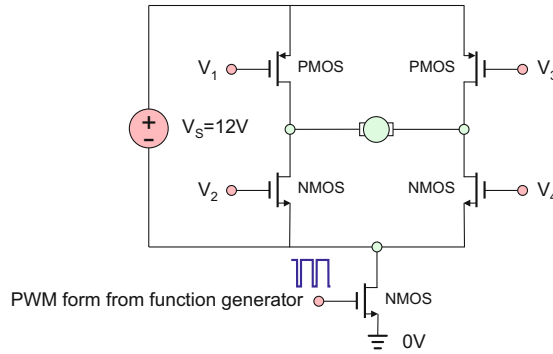 V1
PMOS
PMOS
V3
VS=12V
V2
NMOS
NMOS
V4
PWM form from function generator
NMOS
0V